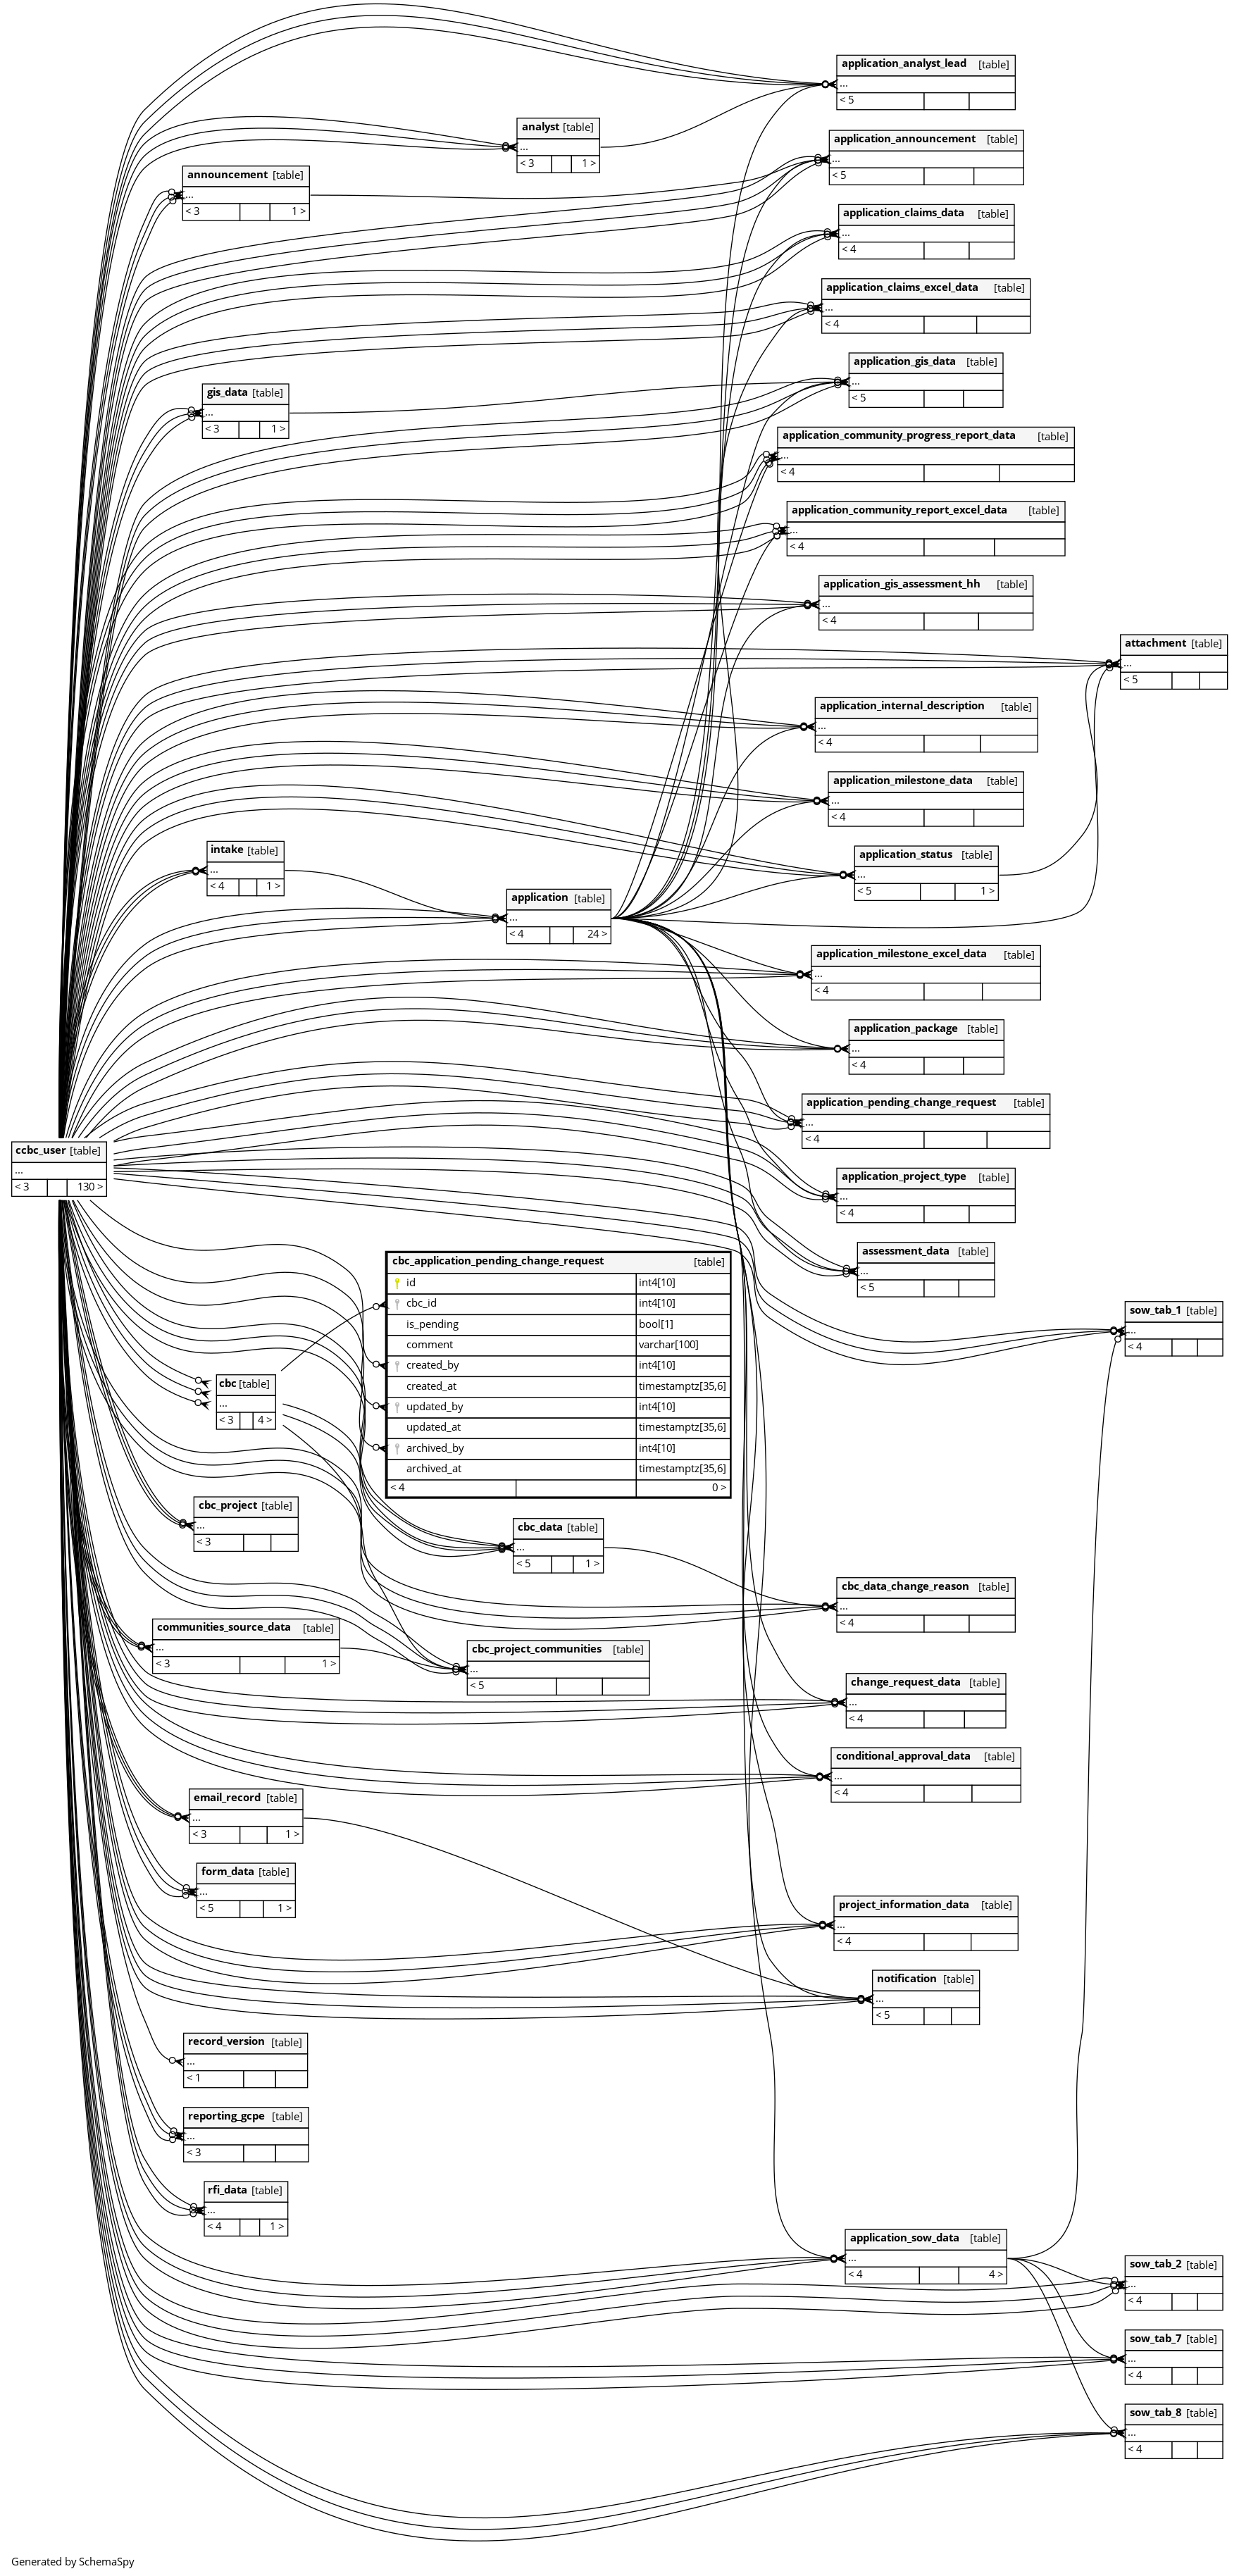 application_analyst_lead [table]
...
< 5
analyst [table]
...
< 3 1 >
application_announcement [table]
...
< 5
announcement [table]
...
< 3 1 >
application_claims_data [table]
...
< 4
application_claims_excel_data [table]
...
< 4
application_gis_data [table]
...
< 5
gis_data [table]
...
< 3 1 >
application_community_progress_report_data [table]
...
< 4
application_community_report_excel_data [table]
...
< 4
application_gis_assessment_hh [table]
...
< 4
attachment [table]
...
< 5
application_internal_description [table]
...
< 4
application_milestone_data [table]
...
< 4
intake [table]
...
< 4 1 >
application_status [table]
...
< 5 1 >
application [table]
...
< 4 24 >
application_milestone_excel_data [table]
...
< 4
application_package [table]
...
< 4
application_pending_change_request [table]
...
< 4
ccbc_user [table]
...
< 3 130 >
application_project_type [table]
...
< 4
assessment_data [table]
...
< 5
cbc_application_pending_change_request [table]
id int4[10]
cbc_id int4[10]
is_pending bool[1]
comment varchar[100]
created_by int4[10]
created_at timestamptz[35,6]
updated_by int4[10]
updated_at timestamptz[35,6]
archived_by int4[10]
archived_at timestamptz[35,6]
< 4 0 >
sow_tab_1 [table]
...
< 4
cbc [table]
...
< 3 4 >
cbc_project [table]
...
< 3
cbc_data [table]
...
< 5 1 >
cbc_data_change_reason [table]
...
< 4
communities_source_data [table]
...
< 3 1 >
cbc_project_communities [table]
...
< 5
change_request_data [table]
...
< 4
conditional_approval_data [table]
...
< 4
email_record [table]
...
< 3 1 >
form_data [table]
...
< 5 1 >
project_information_data [table]
...
< 4
notification [table]
...
< 5
record_version [table]
...
< 1
reporting_gcpe [table]
...
< 3
rfi_data [table]
...
< 4 1 >
application_sow_data [table]
...
< 4 4 >
sow_tab_2 [table]
...
< 4
sow_tab_7 [table]
...
< 4
sow_tab_8 [table]
...
< 4
Generated by SchemaSpy